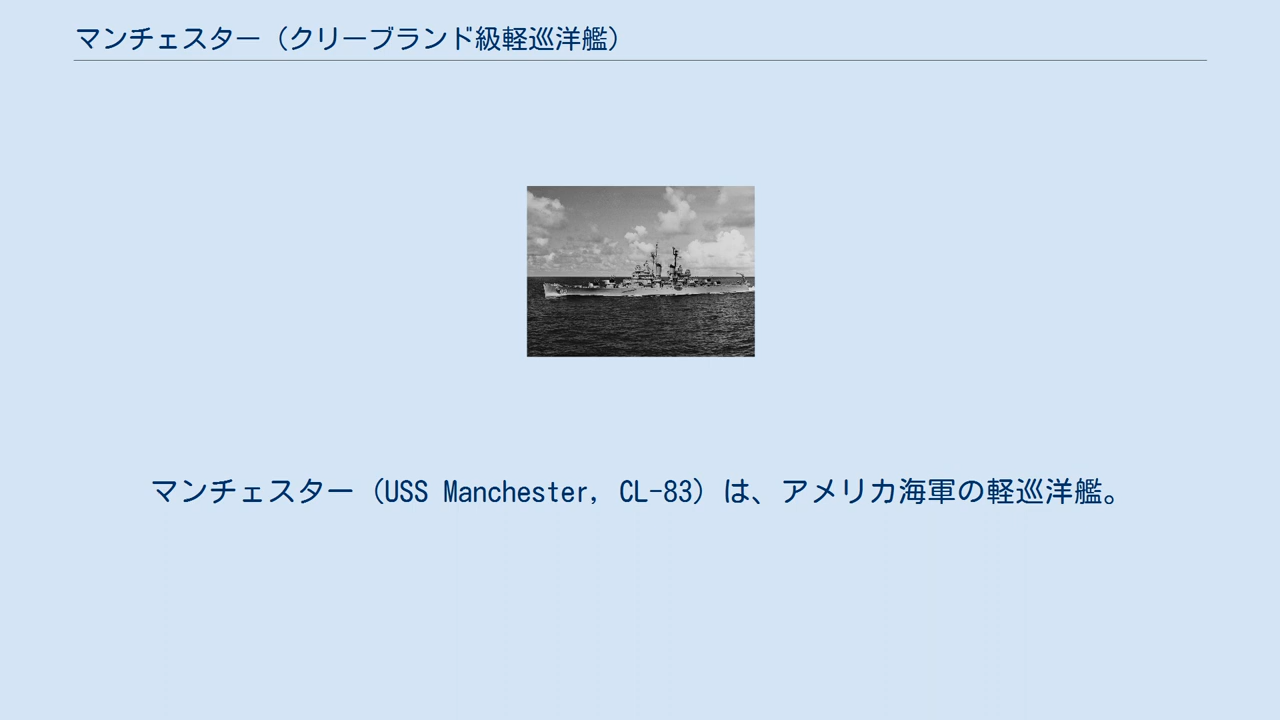 マンチェスター（クリーブランド級軽巡洋艦）
マンチェスター（USS Manchester, CL-83）は、アメリカ海軍の軽巡洋艦。